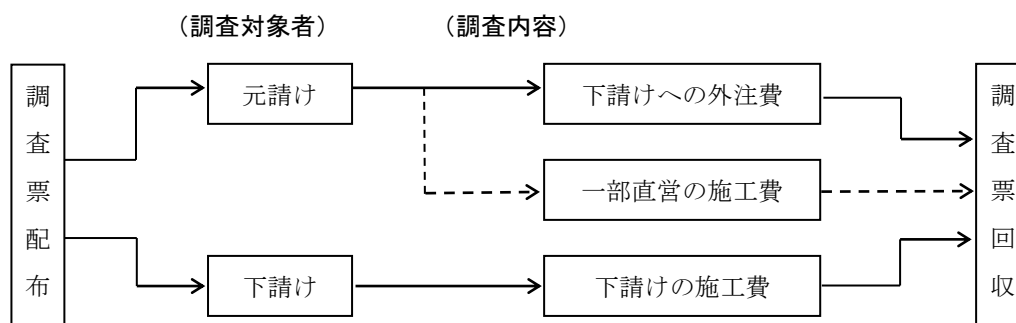 （調査対象者）
（調査内容）
調査票配布
元請け
下請けへの外注費
一部直営の施工費
下請け
下請けの施工費
調査票回収